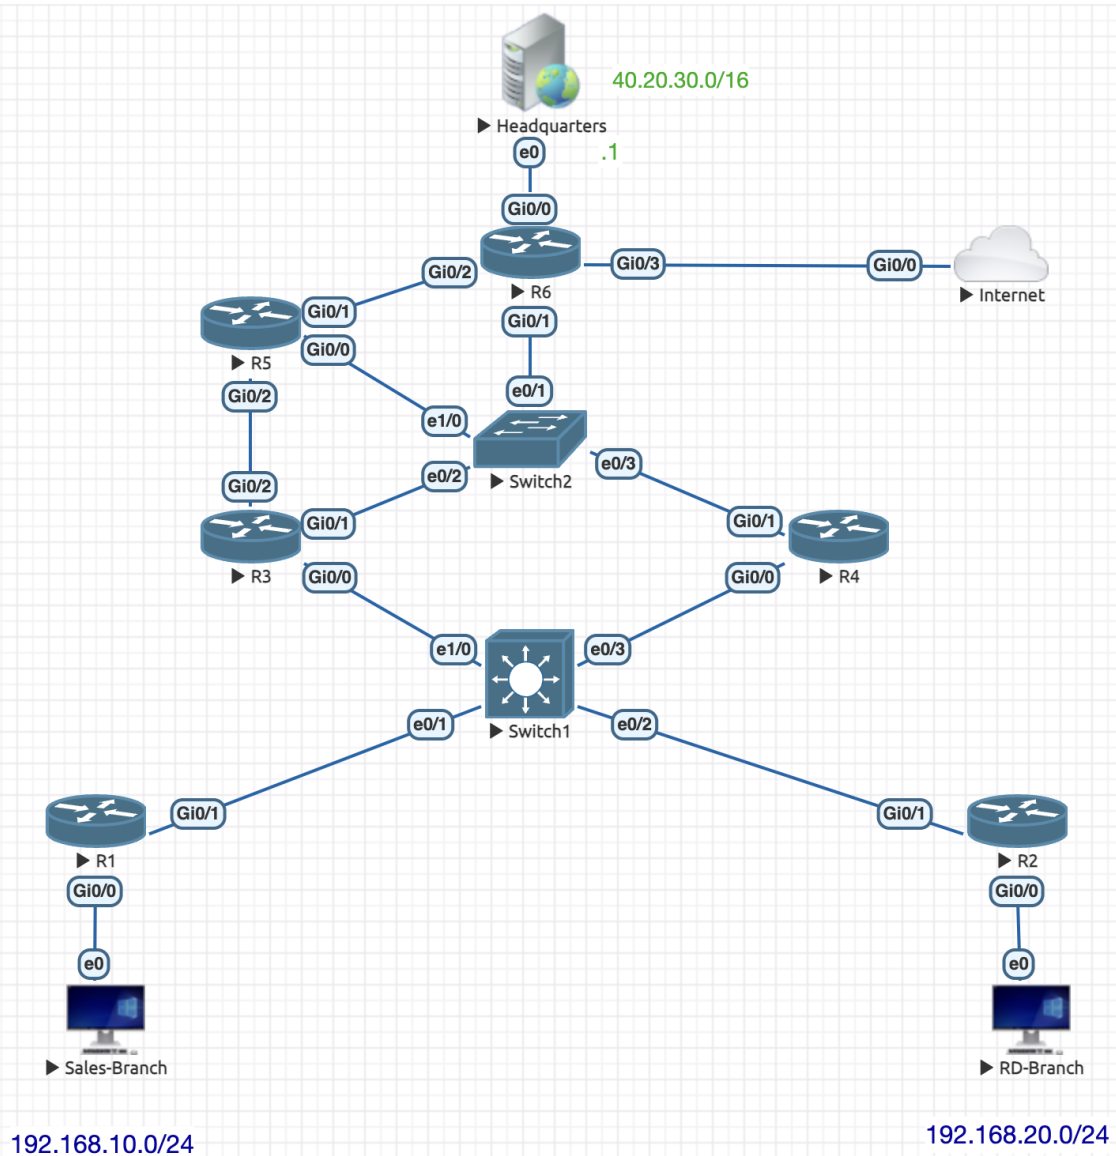 40.20.30.0/16
Headquarters
e0
.1
Gi0/0
Gi0/2
Gi0/3
Gi0/0
R6
Internet
Gi0/1
Gi0/1
Gi0/0
R5
Gi0/2
e0/1
e1/0
e0/2
e0/3
Switch2
Gi0/2
Gi0/1
Gi0/1
R3
Gi0/0
Gi0/0
R4
e1/0
e0/3
e0/1
Switch1
e0/2
Gi0/1
Gi0/1
R1
R2
Gi0/0
Gi0/0
e0
e0
Sales-Branch
RD-Branch
192.168.10.0/24
192.168.20.0/24